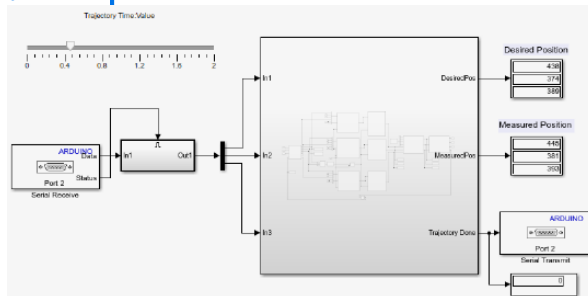 Trajectory Time:Value
0 0.4 0.8 1.2 1.6 2
Desired Position
438
374
389
DesiredPos
In1
Measured Position
445
381
393
ARDUINO
Data
Status
Port 2
Serial Receive
In1 Out1
In2
MeasuredPos
In3
Trajectory Done
ARDUINO
Port 2
Serial Transmit
0